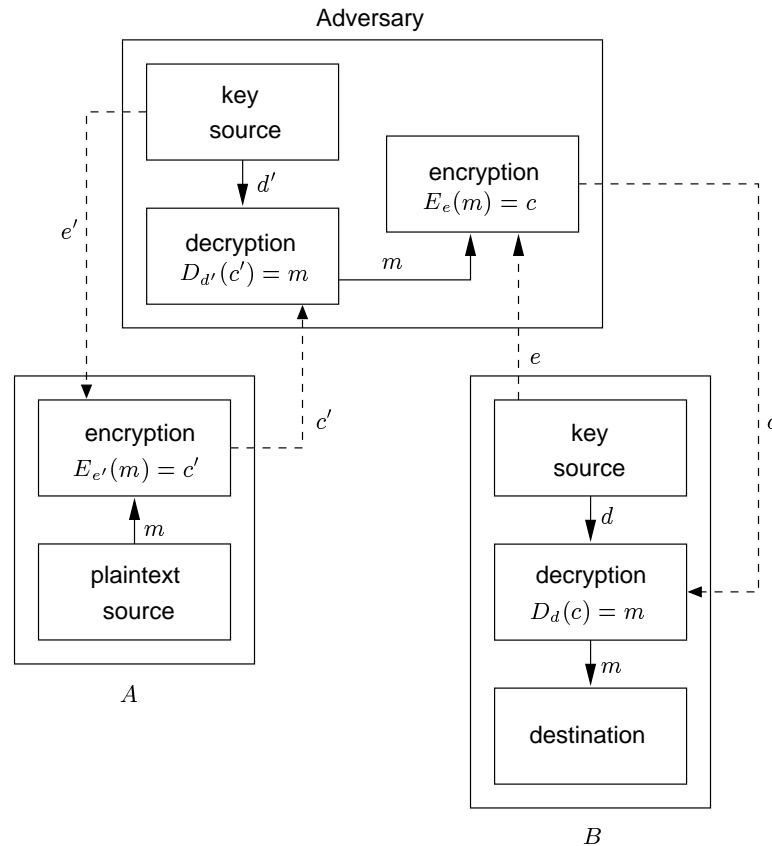 Adversary
key
source
d′
e′
decryption
D_{d′}(c′) = m
m
encryption
E_e(m) = c
e
c′
encryption
E_{e′}(m) = c′
m
plaintext
source
A
key
source
d
decryption
D_d(c) = m
m
destination
B